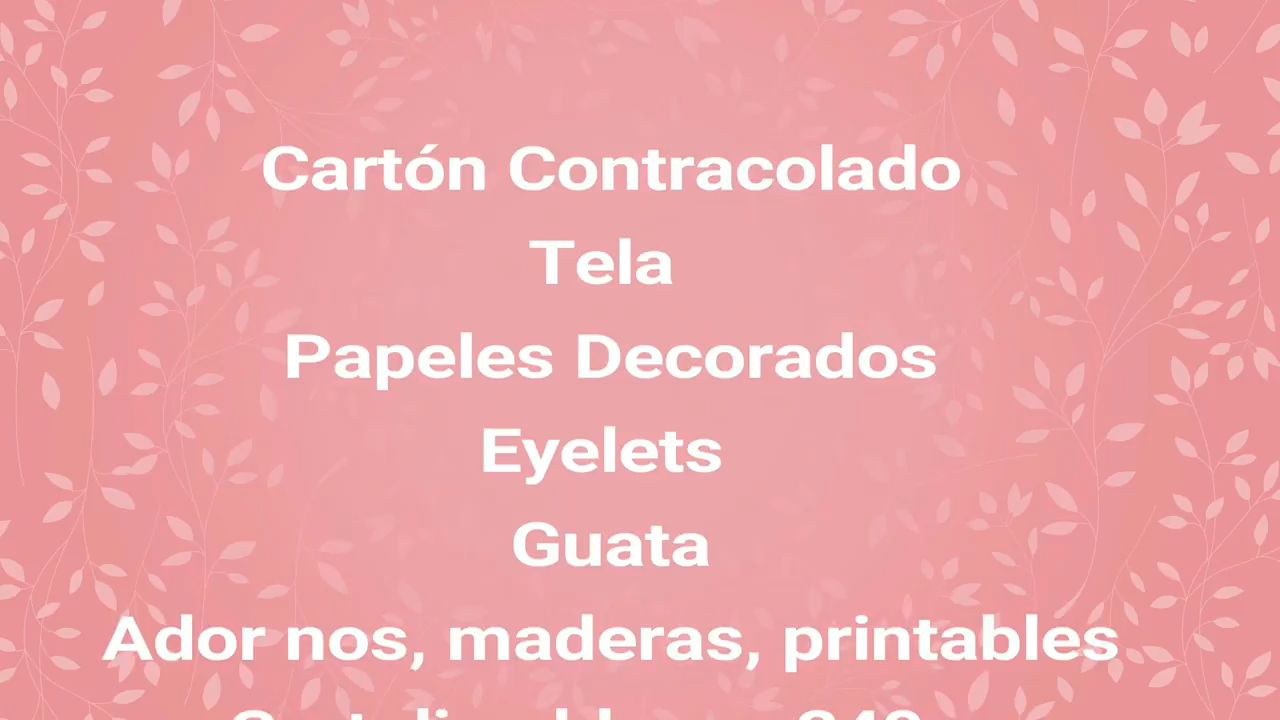 Cartón Contracolado
Tela
Papeles Decorados
Eyelets
Guata
Ador nos, maderas, printables